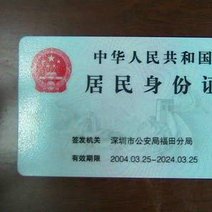 中华人民共和国
居民身份证
签发机关 深圳市公安局福田分局
有效期限 2004.03.25-2024.03.25